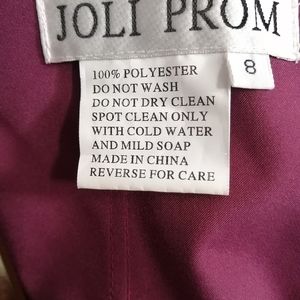 JOLI PROM
8
100% POLYESTER
DO NOT WASH
DO NOT DRY CLEAN
SPOT CLEAN ONLY
WITH COLD WATER
AND MILD SOAP
MADE IN CHINA
REVERSE FOR CARE